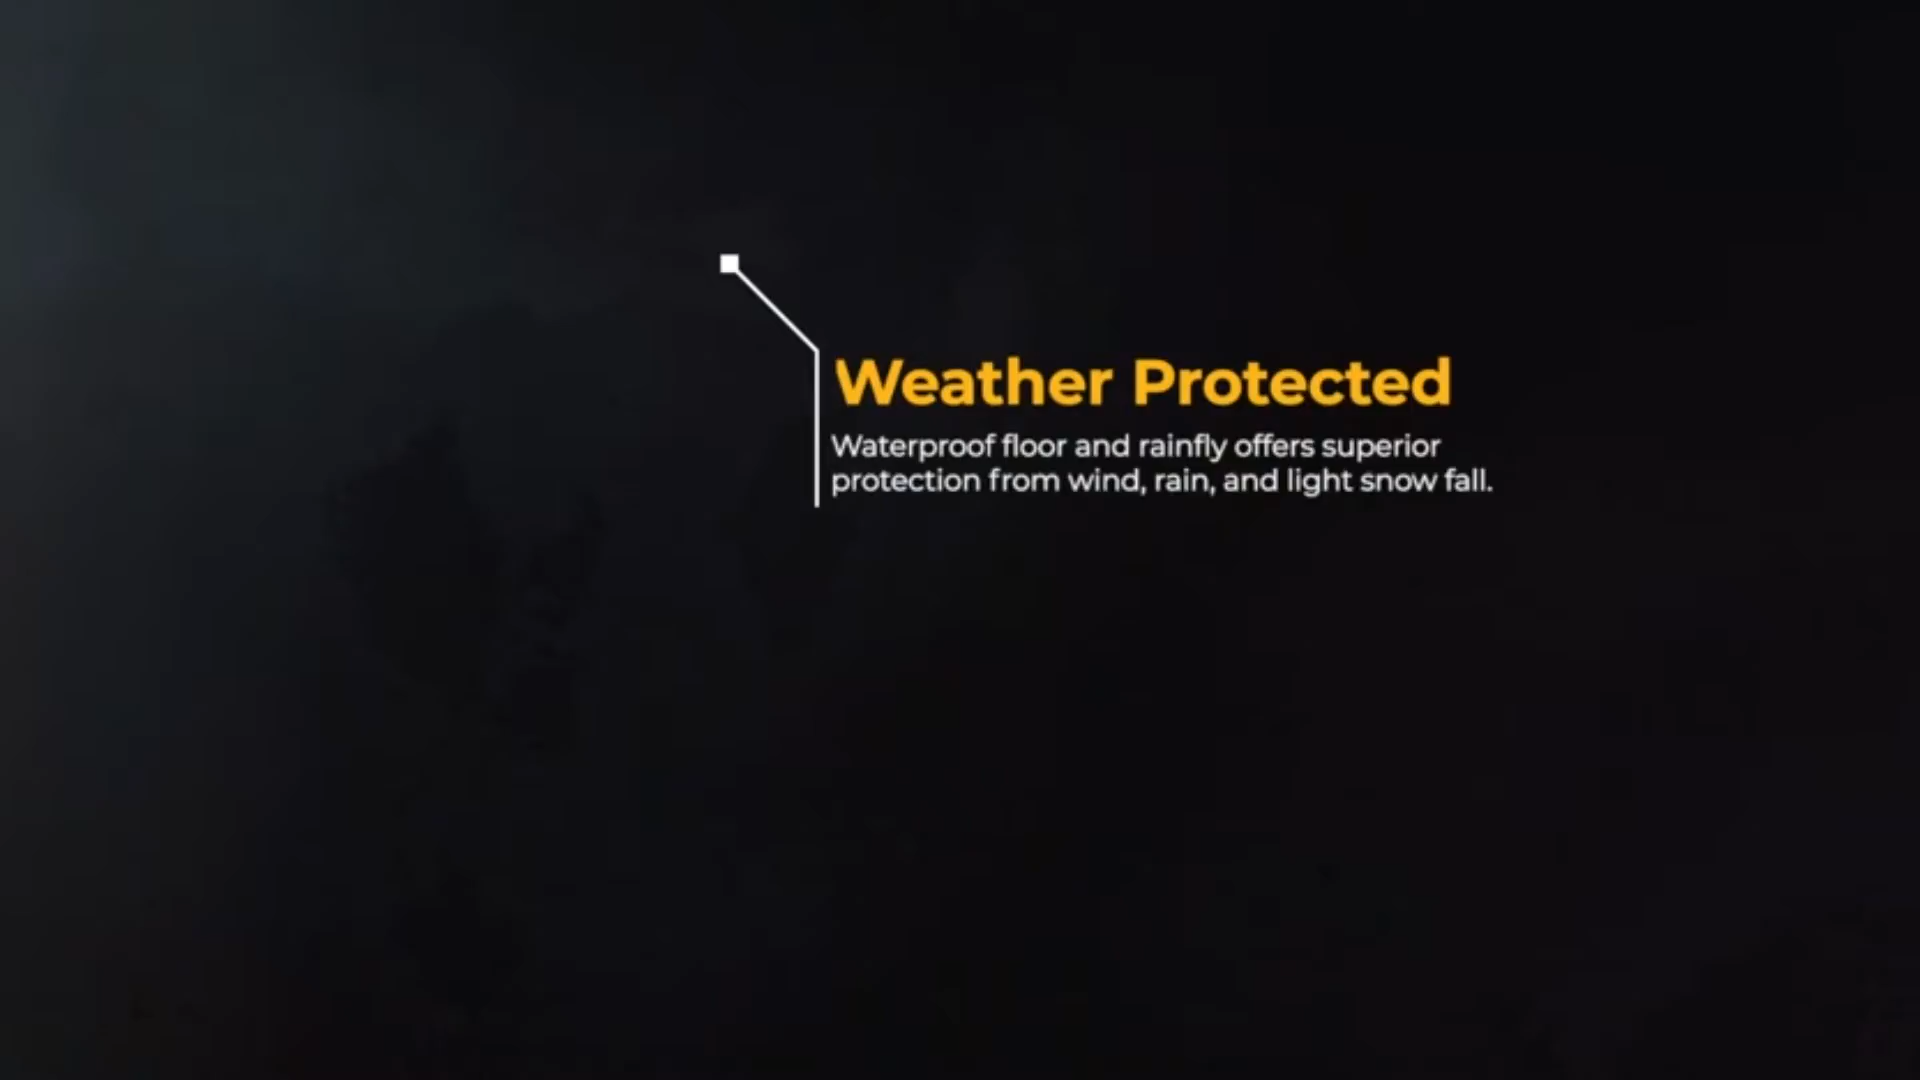 Weather Protected
Waterproof floor and rainfly offers superior
protection from wind, rain, and light snow fall.